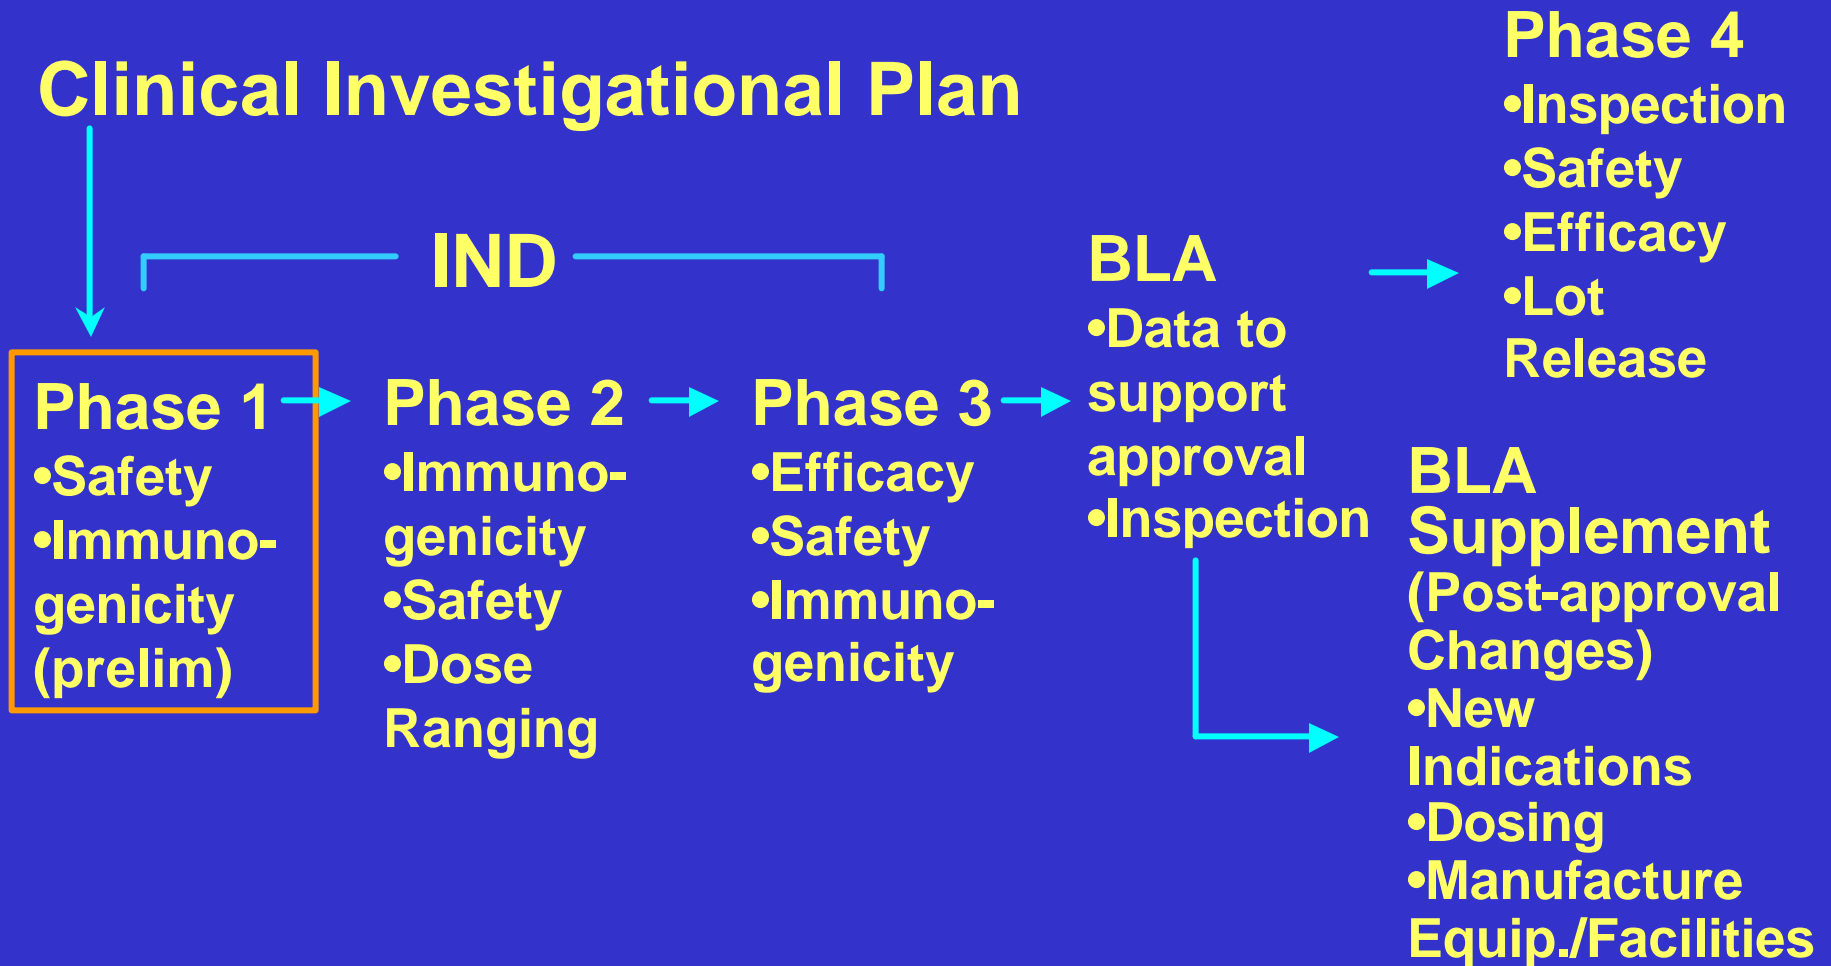 Clinical Investigational Plan
IND
Phase 1
•Safety
•Immuno-
genicity
(prelim)
Phase 2
•Immuno-
genicity
•Safety
•Dose
Ranging
Phase 3
•Efficacy
•Safety
•Immuno-
genicity
BLA
•Data to
support
approval
•Inspection
Phase 4
•Inspection
•Safety
•Efficacy
•Lot
Release
BLA
Supplement
(Post-approval
Changes)
•New
Indications
•Dosing
•Manufacture
Equip./Facilities